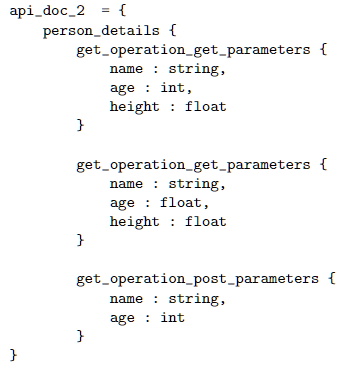 api_doc_2  = {
    person_details {
        get_operation_get_parameters {
            name : string,
            age : int,
            height : float
        }

        get_operation_get_parameters {
            name : string,
            age : float,
            height : float
        }

        get_operation_post_parameters {
            name : string,
            age : int
        }
}